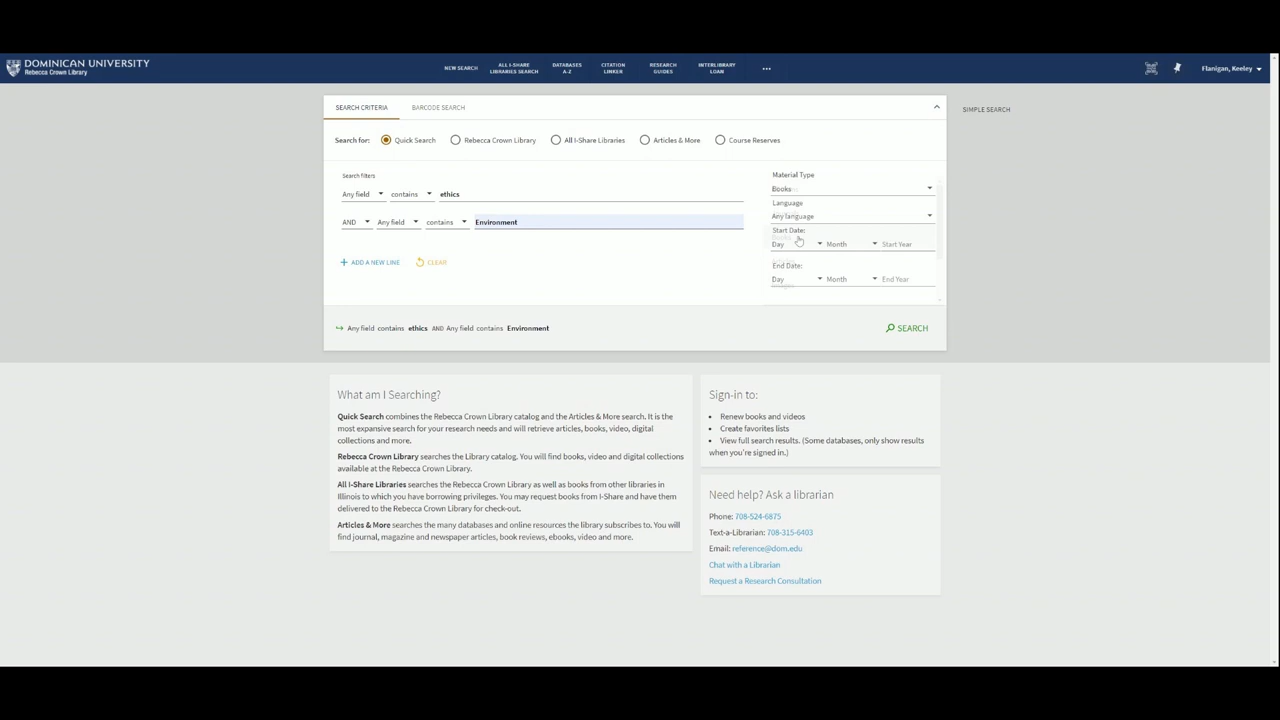 DOMINICAN UNIVERSITY
Rebecca Crown Library
NEW SEARCH
ALL I-SHARE
LIBRARIES SEARCH
DATABASES
A-Z
CITATION
LINKER
RESEARCH
GUIDES
INTERLIBRARY
LOAN
Flanigan, Keeley
SEARCH CRITERIA
BARCODE SEARCH
SIMPLE SEARCH
Search for: Quick Search Rebecca Crown Library All I-Share Libraries Articles & More Course Reserves
Search filters
Any field contains ethics
AND Any field contains Environment
+ ADD A NEW LINE CLEAR
Material Type
Books
Language
Any language
Start Date:
Day Month Start Year
End Date:
Day Month End Year
Any field contains ethics AND Any field contains Environment
SEARCH
What am I Searching?
Quick Search combines the Rebecca Crown Library catalog and the Articles & More search. It is the
most expansive search for your research needs and will retrieve articles, books, video, digital
collections and more.
Rebecca Crown Library searches the Library catalog. You will find books, video and digital collections
available at the Rebecca Crown Library.
All I-Share Libraries searches the Rebecca Crown Library as well as books from other libraries in
Illinois to which you have borrowing privileges. You may request books from I-Share and have them
delivered to the Rebecca Crown Library for check-out.
Articles & More searches the many databases and online resources the library subscribes to. You will
find journal, magazine and newspaper articles, book reviews, ebooks, video and more.
Sign-in to:
• Renew books and videos
• Create favorites lists
• View full search results. (Some databases, only show results
when you're signed in.)
Need help? Ask a librarian
Phone: 708-524-6875
Text-a-Librarian: 708-315-6403
Email: reference@dom.edu
Chat with a Librarian
Request a Research Consultation